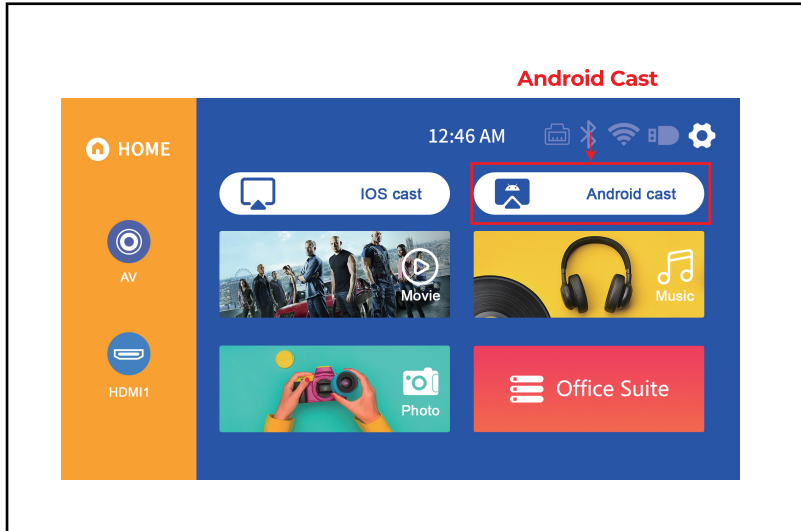 Android Cast
12:46 AM
HOME
IOS cast
Android cast
AV
Movie
Music
HDMI1
Photo
Office Suite